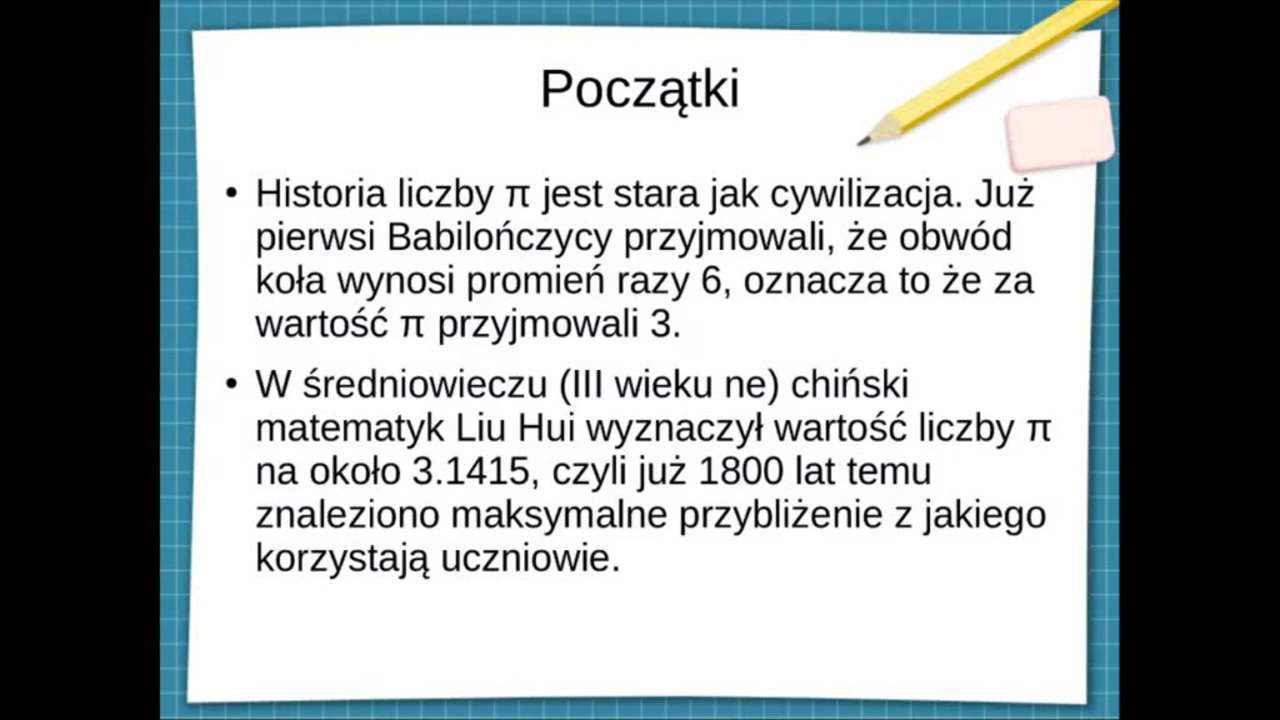 Początki
• Historia liczby π jest stara jak cywilizacja. Już
pierwsi Babilończycy przyjmowali, że obwód
koła wynosi promień razy 6, oznacza to że za
wartość π przyjmowali 3.
• W średniowieczu (III wieku ne) chiński
matematyk Liu Hui wyznaczył wartość liczby π
na około 3.1415, czyli już 1800 lat temu
znaleziono maksymalne przybliżenie z jakiego
korzystają uczniowie.